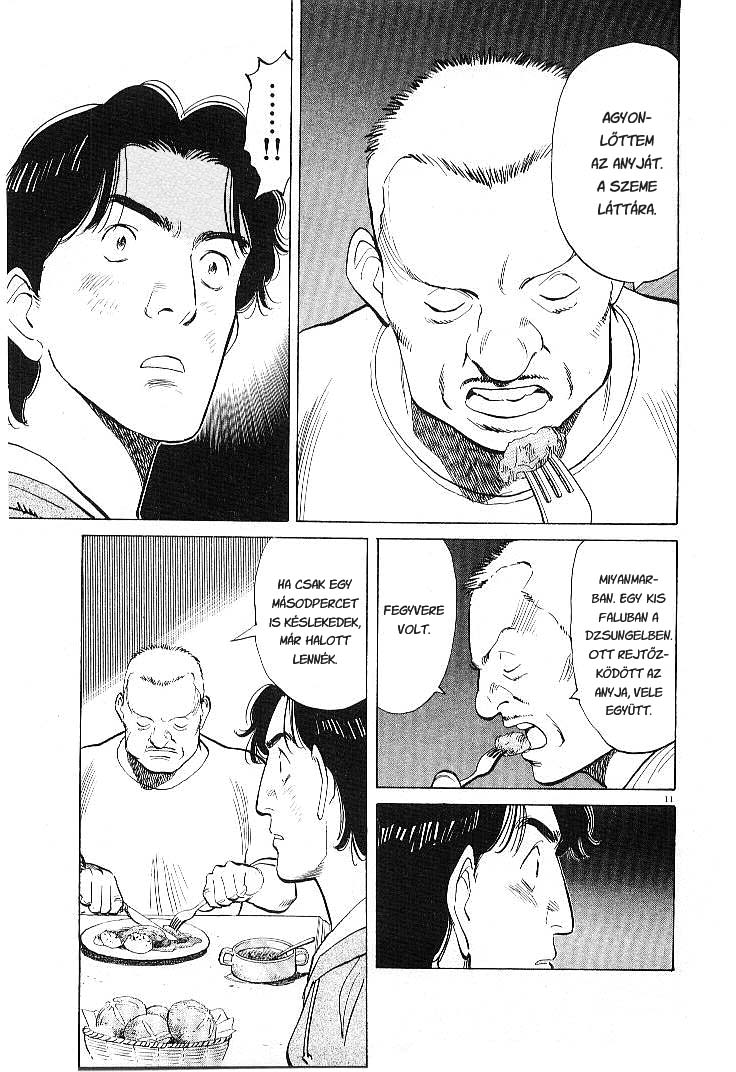 AGYON-
LŐTTEM
AZ ANYJÁT.
A SZEME
LÁTTÁRA.
......!!
MIYANMAR-
BAN. EGY KIS
FALUBAN A
DZSUNGELBEN.
OTT REJTŐZ-
KÖDÖTT AZ
ANYJA, VELE
EGYÜTT.
FEGYVERE
VOLT.
11
HA CSAK EGY
MÁSODPERCET
IS KÉSLEKEDEK,
MÁR HALOTT
LENNÉK.